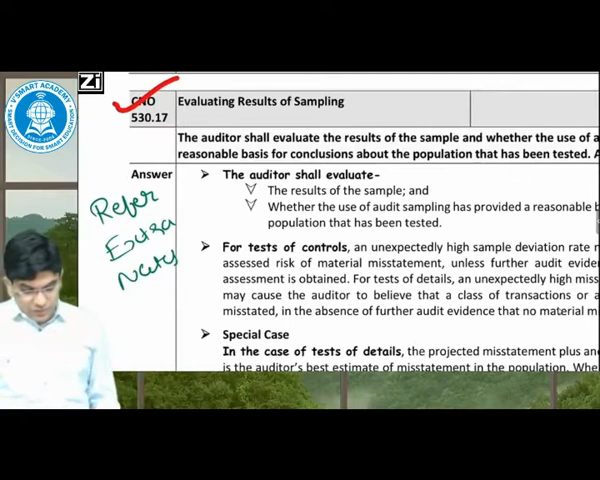 V'SMART ACADEMY
SINCE 2001
SMART DECISION FOR SMART EDUCATION
Zi
CNO
530.17
Evaluating Results of Sampling
The auditor shall evaluate the results of the sample and whether the use of a
reasonable basis for conclusions about the population that has been tested. A
Answer
Refer
Extra
Notes
The auditor shall evaluate-
The results of the sample; and
Whether the use of audit sampling has provided a reasonable b
population that has been tested.
For tests of controls, an unexpectedly high sample deviation rate r
assessed risk of material misstatement, unless further audit evide
assessment is obtained. For tests of details, an unexpectedly high miss
may cause the auditor to believe that a class of transactions or a
misstated, in the absence of further audit evidence that no material m
Special Case
In the case of tests of details, the projected misstatement plus an
is the auditor's best estimate of misstatement in the population. Whe